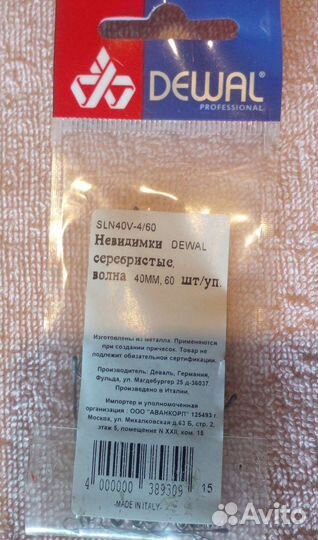 DEWAL®
PROFESSIONAL
SLN40V-4/60
Невидимки DEWAL
серебристые,
волна 40ММ, 60 шт/уп.
Изготовлены из металла. Применяются
при создании причесок. Товар не
подлежит обязательной сертификации.
Производитель: Деваль, Германия,
Фульда, ул. Магдебургер 25 д-36037
Произведено в Италии.
Импортер и уполномоченная
организация : ООО "АВАНКОРП" 125493 г.
Москва, ул. Михалковская д.63 Б, стр. 2,
этаж 5, помещение N XXII, ком. 15
4 000000 389309 15
-MADE IN ITALY-
Avito